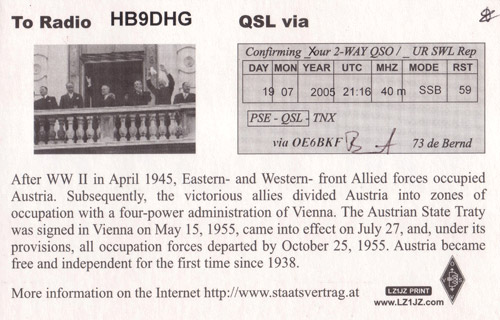 To Radio HB9DHG
QSL via
Confirming Your 2-WAY QSO / UR SWL Rep
DAY MON YEAR UTC MHZ MODE RST
19 07 2005 21:16 40 m SSB 59
PSE - QSL - TNX
via OE6BKF 73 de Bernd
After WW II in April 1945, Eastern- and Western- front Allied forces occupied
Austria. Subsequently, the victorious allies divided Austria into zones of
occupation with a four-power administration of Vienna. The Austrian State Traty
was signed in Vienna on May 15, 1955, came into effect on July 27, and, under its
provisions, all occupation forces departed by October 25, 1955. Austria became
free and independent for the first time since 1938.
More information on the Internet http://www.staatsvertrag.at
LZ1JZ PRINT
www.LZ1JZ.com